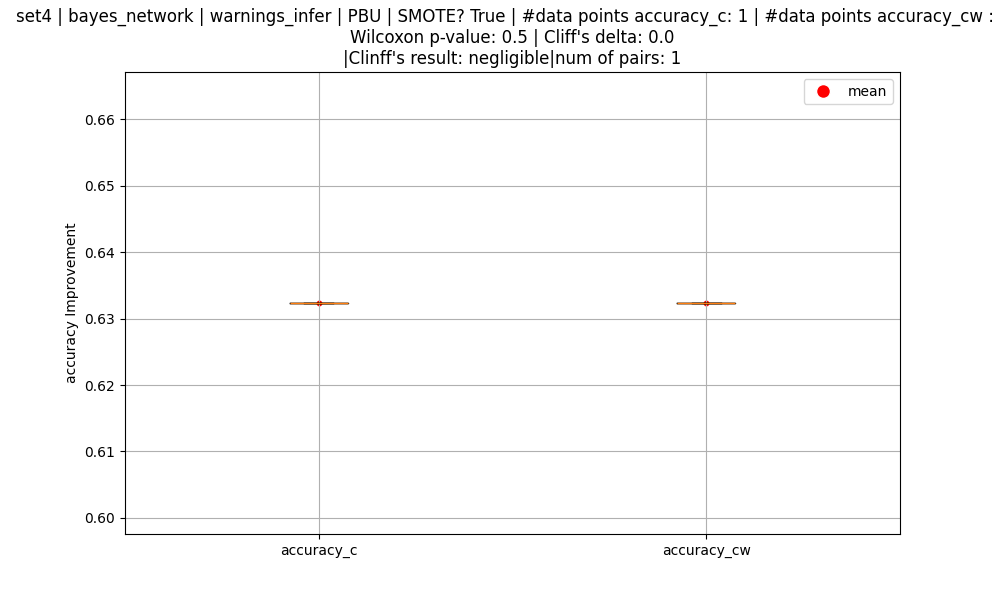 set4 | bayes_network | warnings_infer | PBU | SMOTE? True | #data points accuracy_c: 1 | #data points accuracy_cw :
Wilcoxon p-value: 0.5 | Cliff's delta: 0.0
|Clinff's result: negligible|num of pairs: 1
mean
0.66
0.65
0.64
0.63
0.62
0.61
0.60
accuracy Improvement
accuracy_c
accuracy_cw